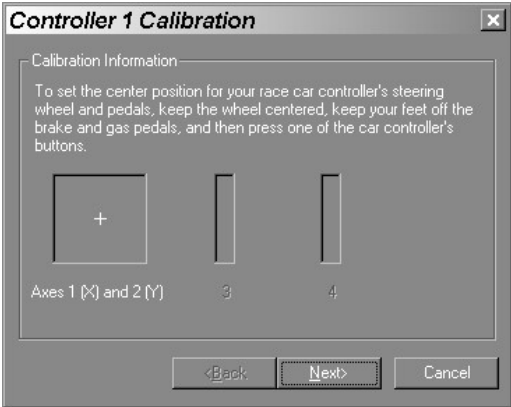 Controller 1 Calibration
Calibration Information
To set the center position for your race car controller's steering
wheel and pedals, keep the wheel centered, keep your feet off the
brake and gas pedals, and then press one of the car controller's
buttons.
Axes 1 (X) and 2 (Y) 3 4
<Back Next> Cancel